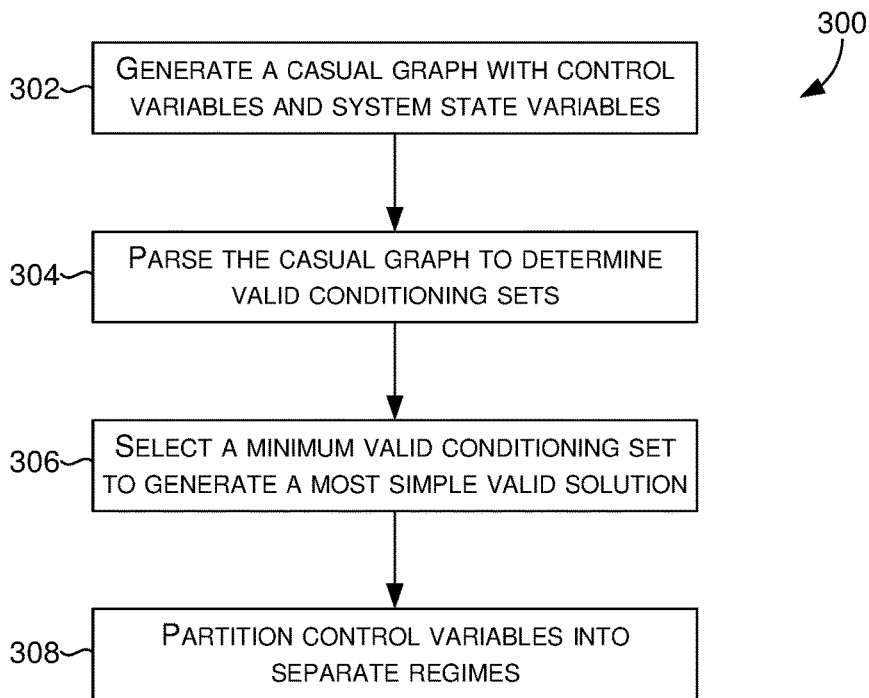 300
302
GENERATE A CASUAL GRAPH WITH CONTROL
VARIABLES AND SYSTEM STATE VARIABLES
304
PARSE THE CASUAL GRAPH TO DETERMINE
VALID CONDITIONING SETS
306
SELECT A MINIMUM VALID CONDITIONING SET
TO GENERATE A MOST SIMPLE VALID SOLUTION
308
PARTITION CONTROL VARIABLES INTO
SEPARATE REGIMES